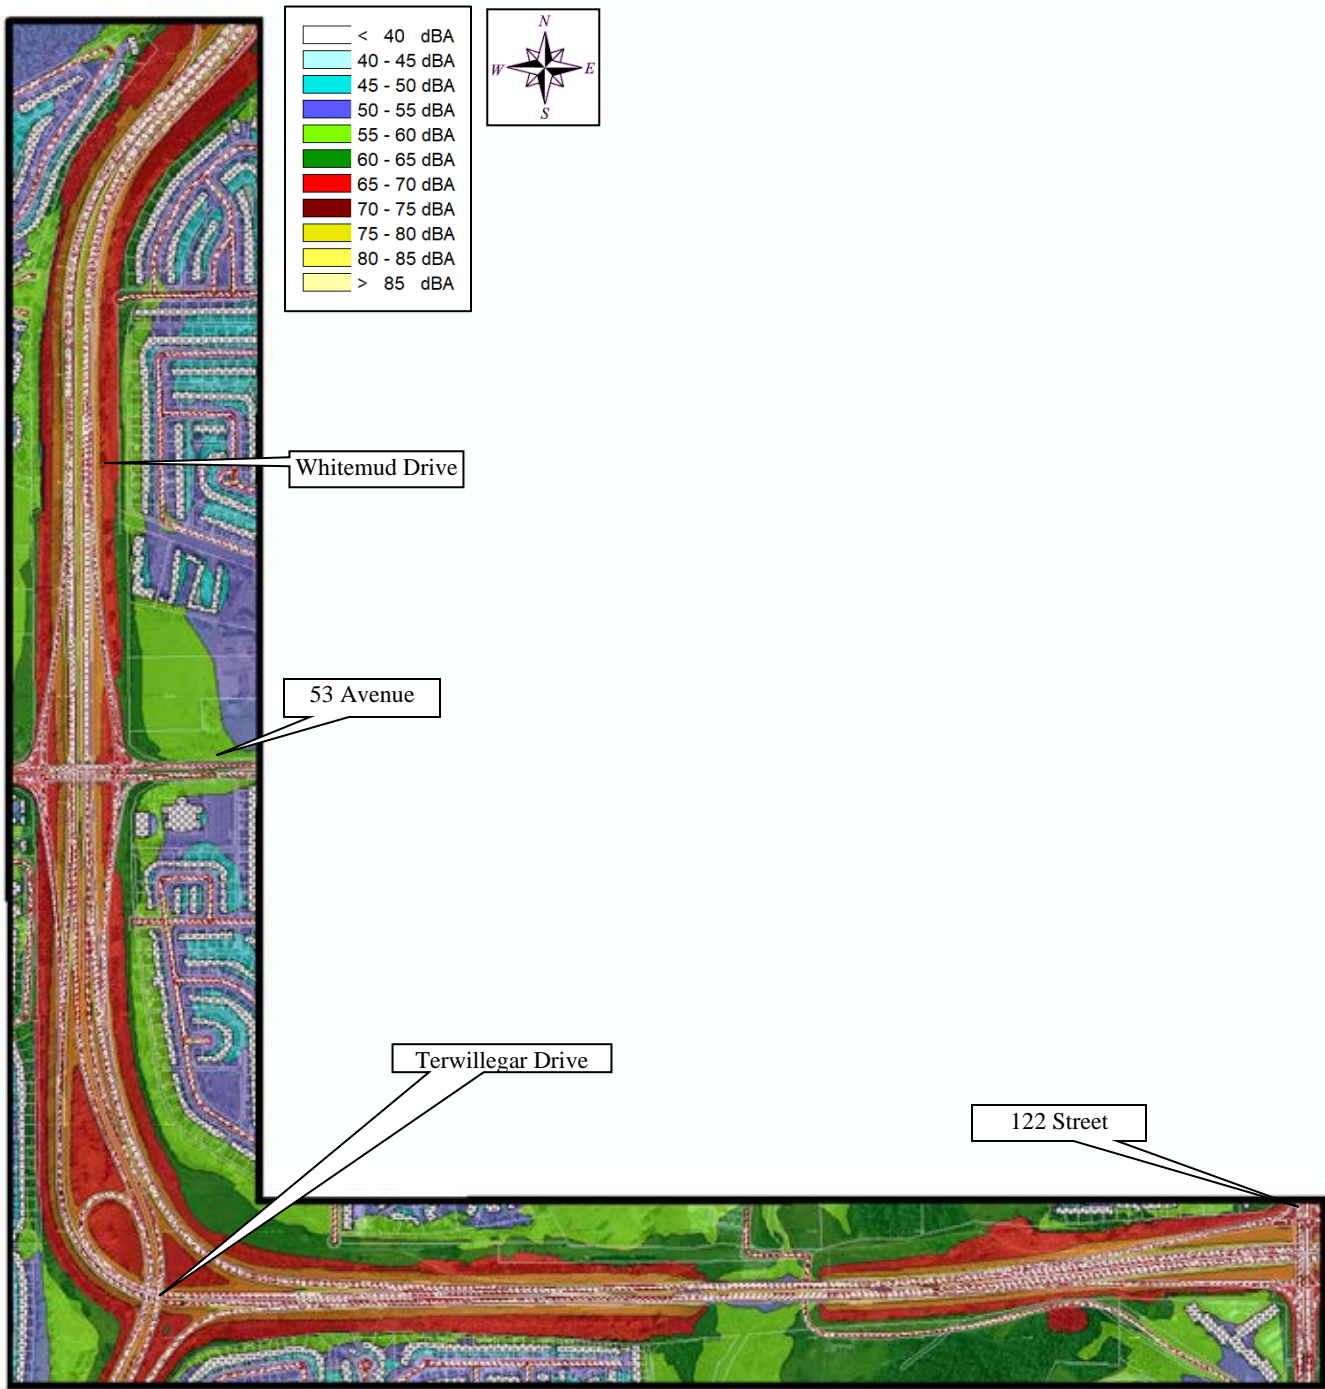 < 40 dBA
40 - 45 dBA
45 - 50 dBA
50 - 55 dBA
55 - 60 dBA
60 - 65 dBA
65 - 70 dBA
70 - 75 dBA
75 - 80 dBA
80 - 85 dBA
> 85 dBA
N
W E
S
Whitemud Drive
53 Avenue
Terwillegar Drive
122 Street